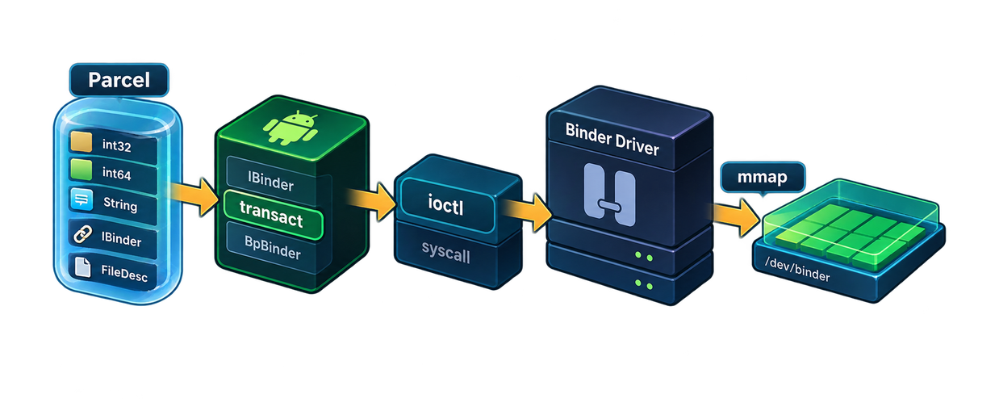 Parcel
int32
int64
String
IBinder
FileDesc
IBinder
transact
BpBinder
ioctl
syscall
Binder Driver
mmap
/dev/binder